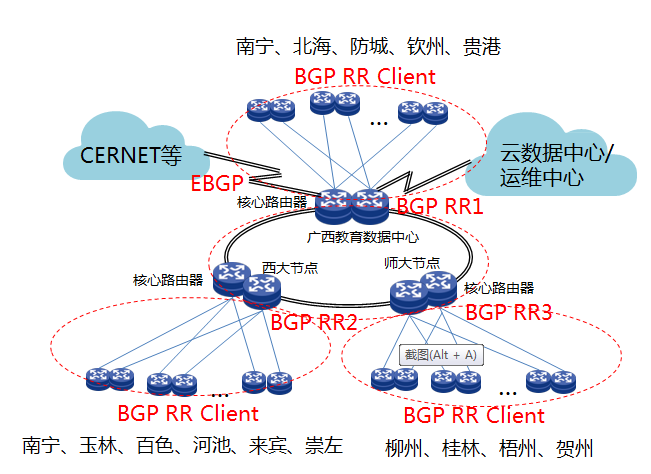 南宁、北海、防城、钦州、贵港
BGP RR Client
...
CERNET等
云数据中心/
运维中心
EBGP
核心路由器
BGP RR1
广西教育数据中心
西大节点
师大节点
核心路由器
核心路由器
BGP RR2
BGP RR3
截图(Alt + A)
...
...
BGP RR Client
BGP RR Client
南宁、玉林、百色、河池、来宾、崇左
柳州、桂林、梧州、贺州